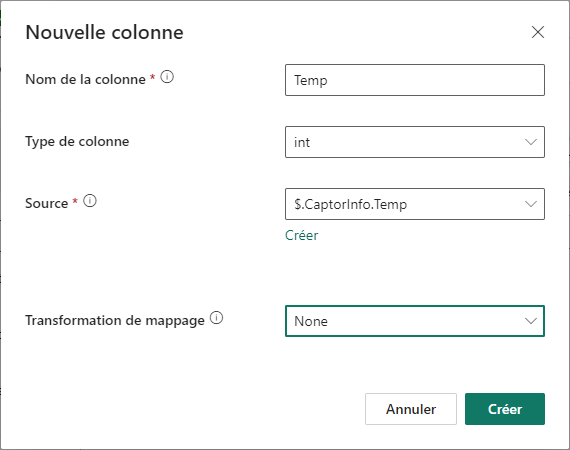 Nouvelle colonne
Nom de la colonne *
Temp
Type de colonne
int
Source *
$.CaptorInfo.Temp
Créer
Transformation de mappage
None
Annuler
Créer